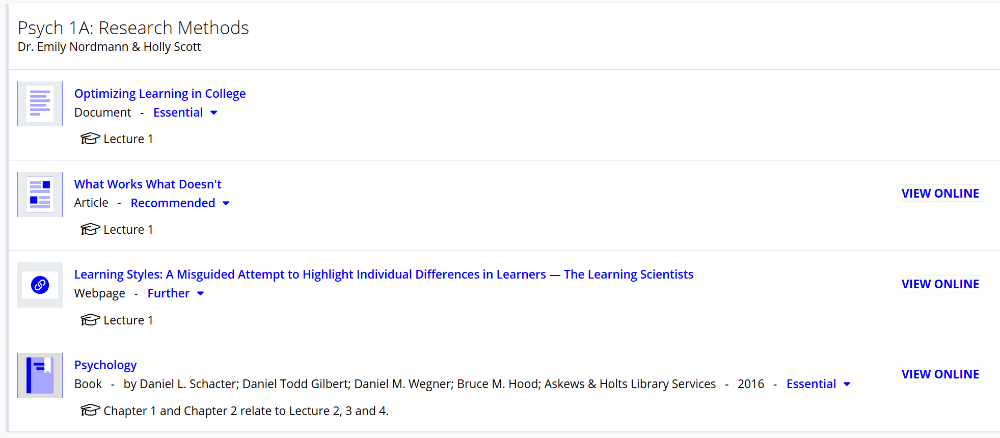 Psych 1A: Research Methods
Dr. Emily Nordmann & Holly Scott
Optimizing Learning in College
Document - Essential
Lecture 1
What Works What Doesn't
Article - Recommended
VIEW ONLINE
Lecture 1
Learning Styles: A Misguided Attempt to Highlight Individual Differences in Learners — The Learning Scientists
Webpage - Further
VIEW ONLINE
Lecture 1
Psychology
Book - by Daniel L. Schacter; Daniel Todd Gilbert; Daniel M. Wegner; Bruce M. Hood; Askews & Holts Library Services - 2016 - Essential
VIEW ONLINE
Chapter 1 and Chapter 2 relate to Lecture 2, 3 and 4.